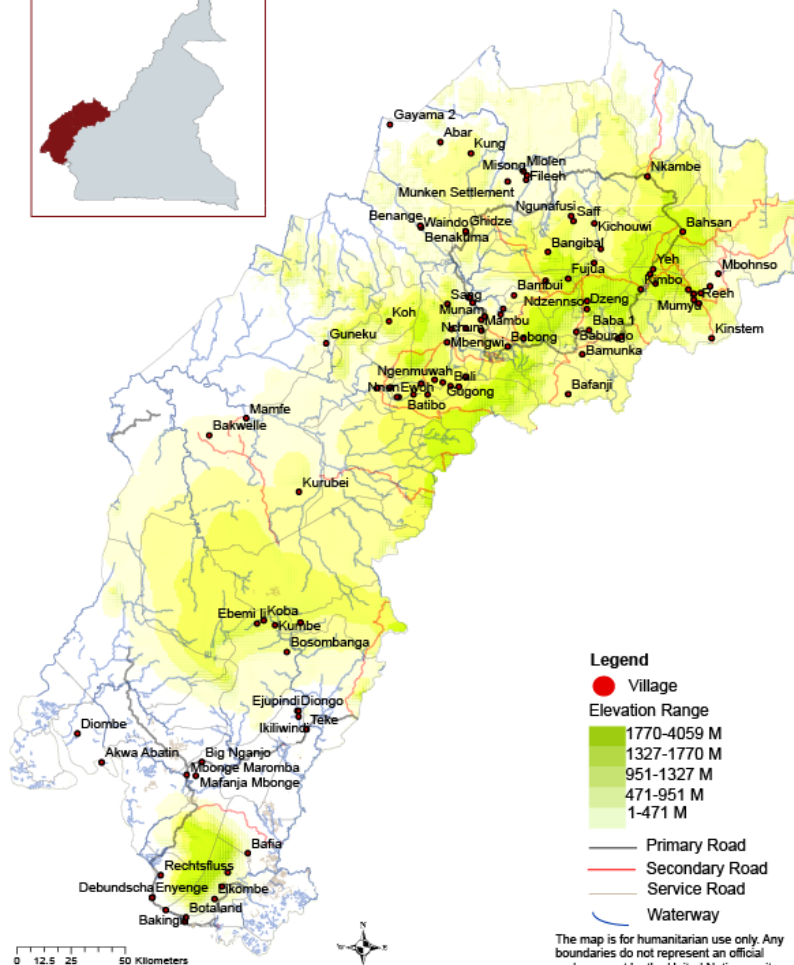 Gayama 2
Abar
Kung
Misong
Mlolen
Fileeh
Munken Settlement
Nkambe
Ngunafusi
Saff
Kichouwi
Benange
Waindo
Ghidze
Benakuma
Bahsan
Bangibal
Yeh
Mbohnso
Fujua
Bambui
Reeh
Ndzennso
Dzeng
Mumye
Sang
Munam
Koh
Mambu
Baba 1
Kinstem
Guneku
Mbengwi
Bobong
Babungo
Bamunka
Ngenmuwah
Bali
Ewoh
Gugong
Bafanji
Batibo
Mamfe
Bakwelle
Kurubei
Ebemi Ii
Koba
Kumbe
Bosombanga
Ejupindi
Diongo
Teke
Ikiliwindi
Diombe
Akwa Abatin
Big Nganjo
Mbonge Maromba
Mafanja Mbonge
Bafia
Rechtsfluss
Debundscha
Enyenge
Botaland
Legend
Village
Elevation Range
1770-4059 M
1327-1770 M
951-1327 M
471-951 M
1-471 M
Primary Road
Secondary Road
Service Road
Waterway
The map is for humanitarian use only. Any
boundaries do not represent an official
N
E
S
0 12.5 25 50 Kilometers